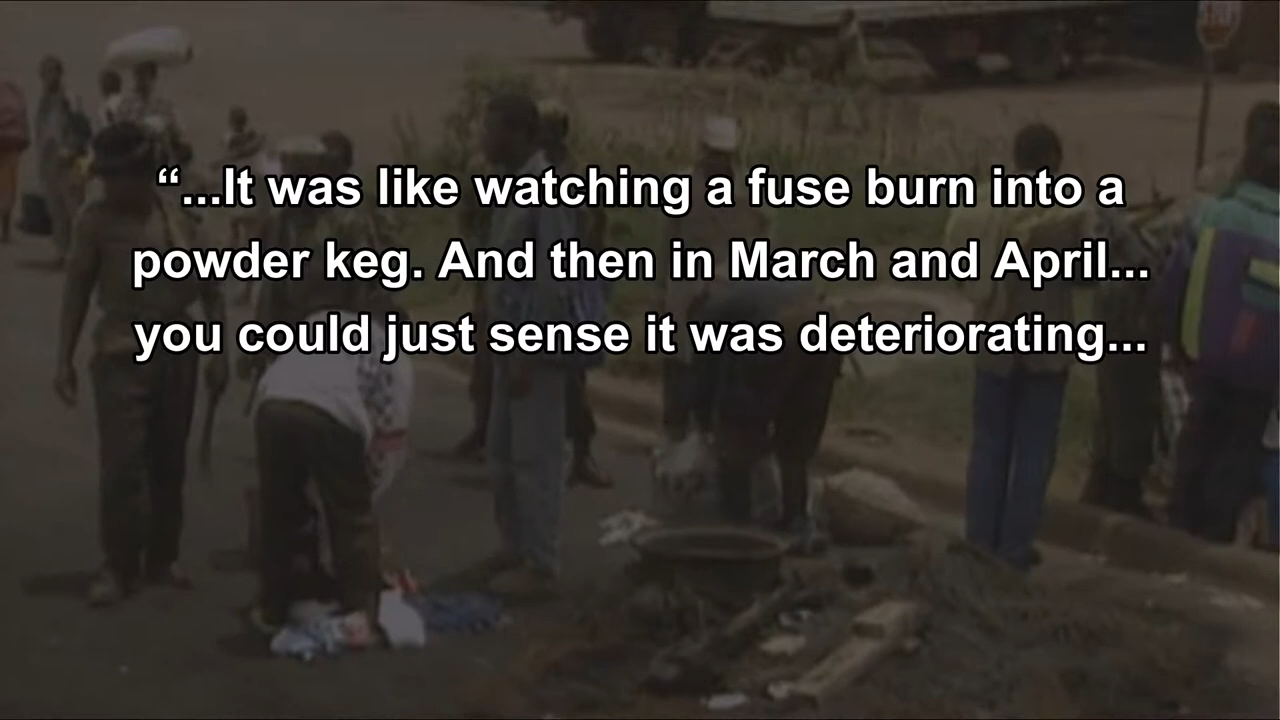 “...It was like watching a fuse burn into a
powder keg. And then in March and April...
you could just sense it was deteriorating...